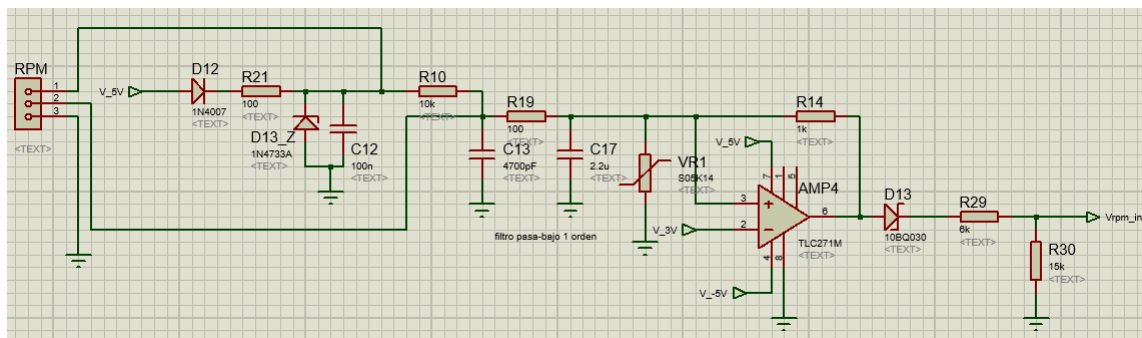 RPM
1
2
3
<TEXT>
V_5V
D12
1N4007
<TEXT>
R21
100
<TEXT>
D13_Z
1N4733A
<TEXT>
C12
100n
<TEXT>
R10
10k
<TEXT>
C13
4700pF
<TEXT>
R19
100
<TEXT>
C17
2.2u
<TEXT>
filtro pasa-bajo 1 orden
VR1
S05K14
<TEXT>
R14
1k
<TEXT>
V_5V
V_3V
V_-5V
7
1
5
3
2
6
4
8
AMP4
TLC271M
<TEXT>
D13
10BQ030
<TEXT>
R29
6k
<TEXT>
R30
15k
<TEXT>
Vrpm_in